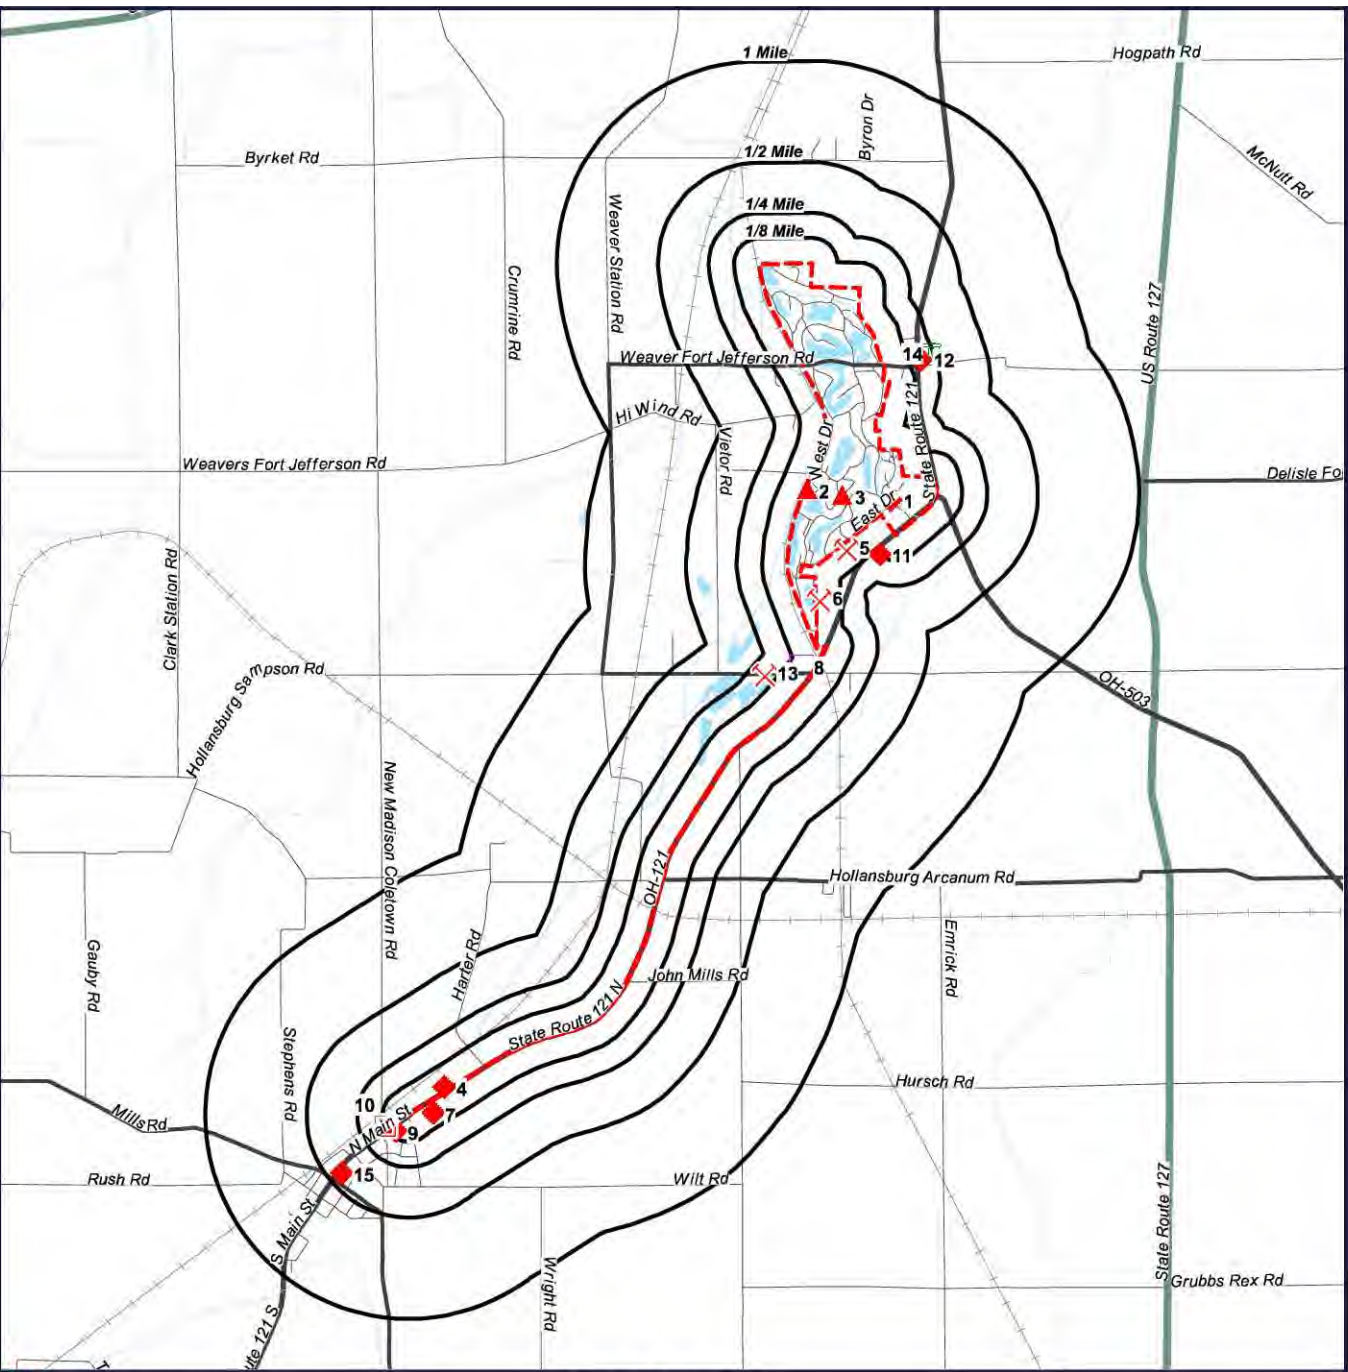 1 Mile
Hogpath Rd
Byron Dr
Byrket Rd
1/2 Mile
McNutt Rd
Weaver Station Rd
1/4 Mile
1/8 Mile
Crumrine Rd
US Route 127
Weaver Fort Jefferson Rd
14
12
State Route 121
Hi Wind Rd
Vietor Rd
West Dr
Weavers Fort Jefferson Rd
Delisle Fo
2
3
1
East Dr
5
11
6
Clark Station Rd
Hollansburg Sampson Rd
13
8
OH-503
New Madison Coletown Rd
OH-121
Hollansburg Arcanum Rd
Gauby Rd
Harter Rd
John Mills Rd
Emrick Rd
State Route 121 N
Stephens Rd
Hursch Rd
4
10
7
Mills Rd
N Main St
9
15
Rush Rd
Wilt Rd
State Route 127
S Main St
Wright Rd
Grubbs Rex Rd
ute 121 S